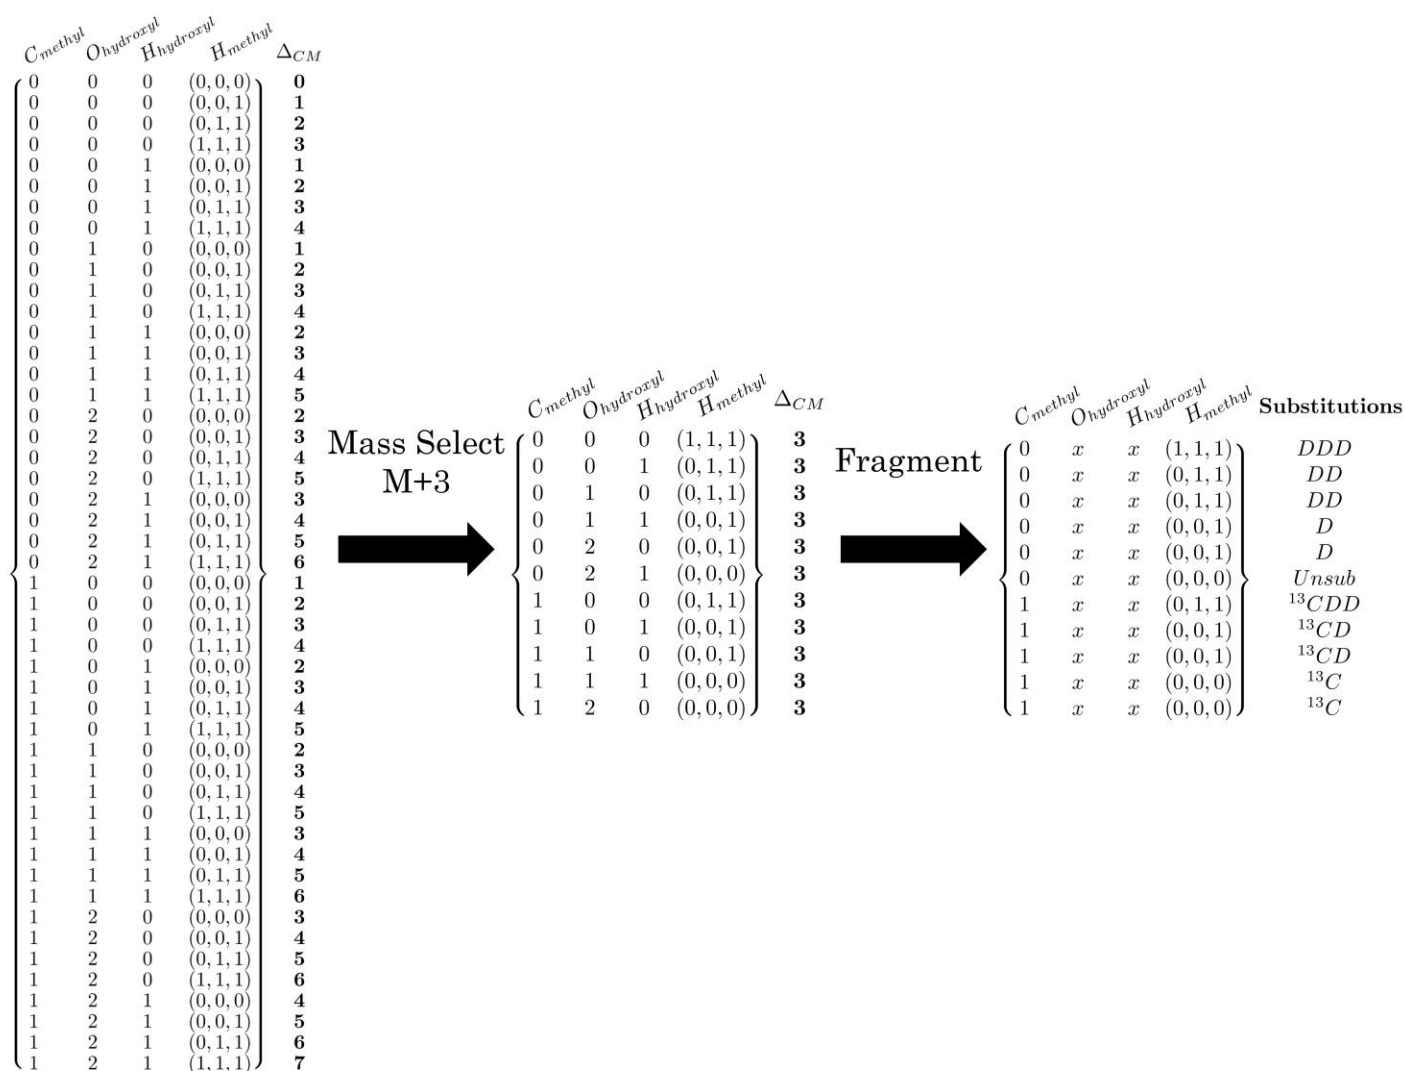 C_methyl O_hydroxyl H_hydroxyl H_methyl Δ_CM
0 0 0 (0, 0, 0) 0
0 0 0 (0, 0, 1) 1
0 0 0 (0, 1, 1) 2
0 0 0 (1, 1, 1) 3
0 0 1 (0, 0, 0) 1
0 0 1 (0, 0, 1) 2
0 0 1 (0, 1, 1) 3
0 0 1 (1, 1, 1) 4
0 1 0 (0, 0, 0) 1
0 1 0 (0, 0, 1) 2
0 1 0 (0, 1, 1) 3
0 1 0 (1, 1, 1) 4
0 1 1 (0, 0, 0) 2
0 1 1 (0, 0, 1) 3
0 1 1 (0, 1, 1) 4
0 1 1 (1, 1, 1) 5
0 2 0 (0, 0, 0) 2
0 2 0 (0, 0, 1) 3
0 2 0 (0, 1, 1) 4
0 2 0 (1, 1, 1) 5
0 2 1 (0, 0, 0) 3
0 2 1 (0, 0, 1) 4
0 2 1 (0, 1, 1) 5
0 2 1 (1, 1, 1) 6
1 0 0 (0, 0, 0) 1
1 0 0 (0, 0, 1) 2
1 0 0 (0, 1, 1) 3
1 0 0 (1, 1, 1) 4
1 0 1 (0, 0, 0) 2
1 0 1 (0, 0, 1) 3
1 0 1 (0, 1, 1) 4
1 0 1 (1, 1, 1) 5
1 1 0 (0, 0, 0) 2
1 1 0 (0, 0, 1) 3
1 1 0 (0, 1, 1) 4
1 1 0 (1, 1, 1) 5
1 1 1 (0, 0, 0) 3
1 1 1 (0, 0, 1) 4
1 1 1 (0, 1, 1) 5
1 1 1 (1, 1, 1) 6
1 2 0 (0, 0, 0) 3
1 2 0 (0, 0, 1) 4
1 2 0 (0, 1, 1) 5
1 2 0 (1, 1, 1) 6
1 2 1 (0, 0, 0) 4
1 2 1 (0, 0, 1) 5
1 2 1 (0, 1, 1) 6
1 2 1 (1, 1, 1) 7
Mass Select
M+3
C_methyl O_hydroxyl H_hydroxyl H_methyl Δ_CM
0 0 0 (1, 1, 1) 3
0 0 1 (0, 1, 1) 3
0 1 0 (0, 1, 1) 3
0 1 1 (0, 0, 1) 3
0 2 0 (0, 0, 1) 3
0 2 1 (0, 0, 0) 3
1 0 0 (0, 1, 1) 3
1 0 1 (0, 0, 1) 3
1 1 0 (0, 0, 1) 3
1 1 1 (0, 0, 0) 3
1 2 0 (0, 0, 0) 3
Fragment
C_methyl O_hydroxyl H_hydroxyl H_methyl Substitutions
0 x x (1, 1, 1) DDD
0 x x (0, 1, 1) DD
0 x x (0, 1, 1) DD
0 x x (0, 0, 1) D
0 x x (0, 0, 1) D
0 x x (0, 0, 0) Unsub
1 x x (0, 1, 1) ¹³CDD
1 x x (0, 0, 1) ¹³CD
1 x x (0, 0, 1) ¹³CD
1 x x (0, 0, 0) ¹³C
1 x x (0, 0, 0) ¹³C